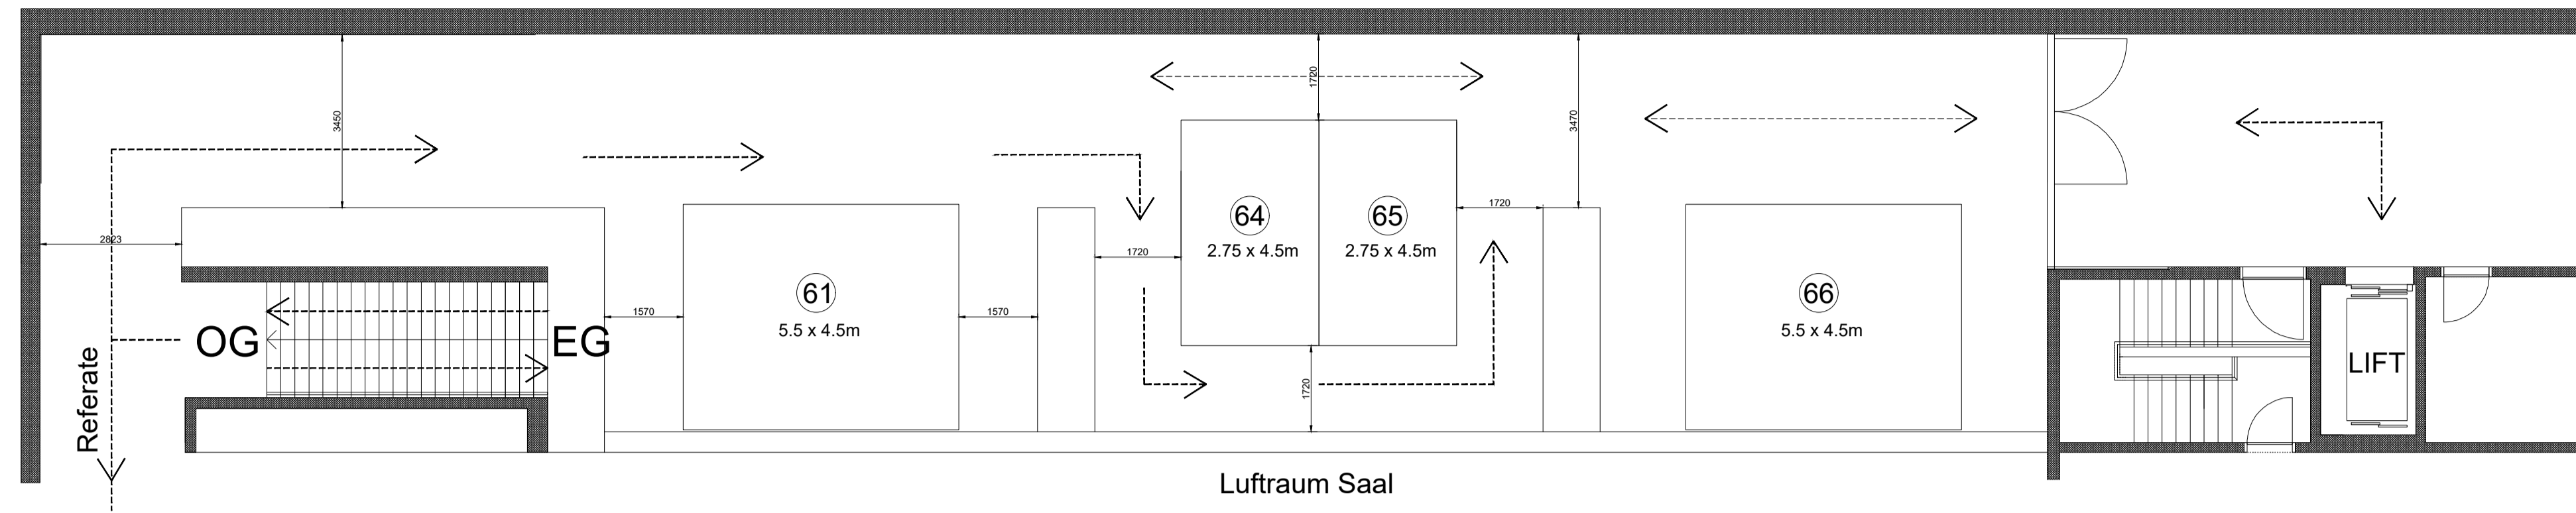 3450
1720
3470
2823
OG
EG
Referate
1570
61
5.5 x 4.5m
1570
1720
64
2.75 x 4.5m
65
2.75 x 4.5m
1720
1720
66
5.5 x 4.5m
LIFT
Luftraum Saal